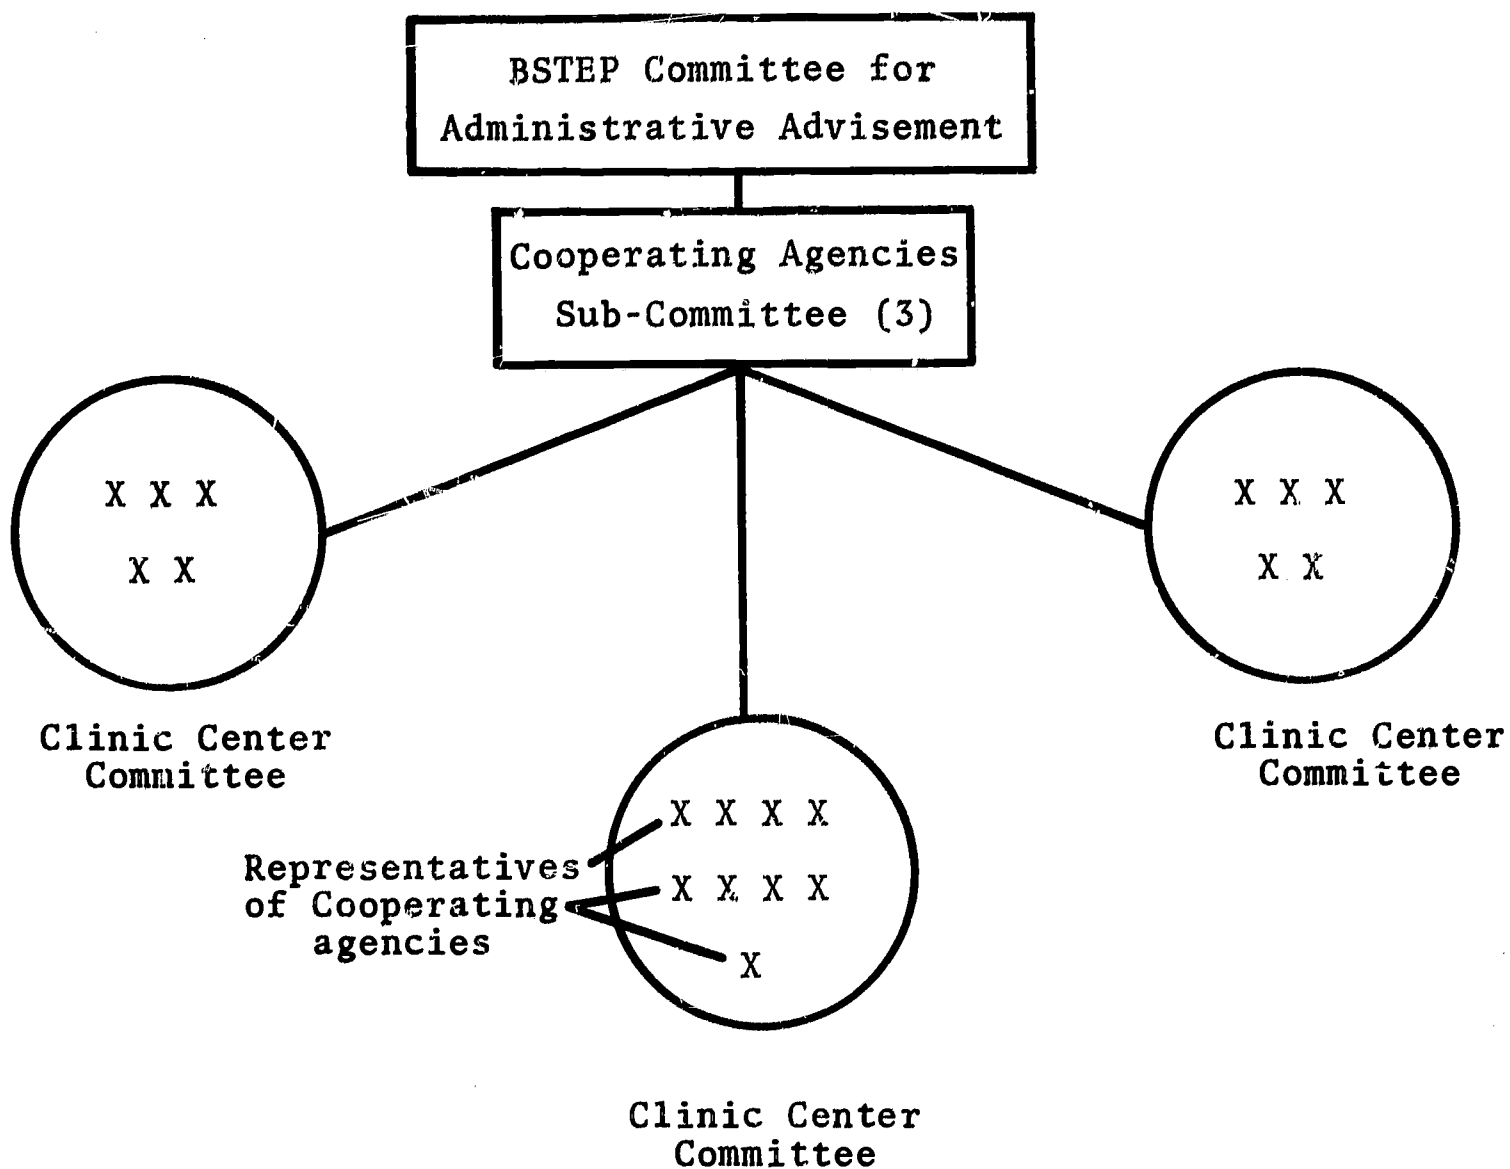 BSTEP Committee for
Administrative Advisement
Cooperating Agencies
Sub-Committee (3)
X X X
X X
Clinic Center
Committee
X X X
X X
Clinic Center
Committee
Representatives
of Cooperating
agencies
X X X X
X X X X
X
Clinic Center
Committee